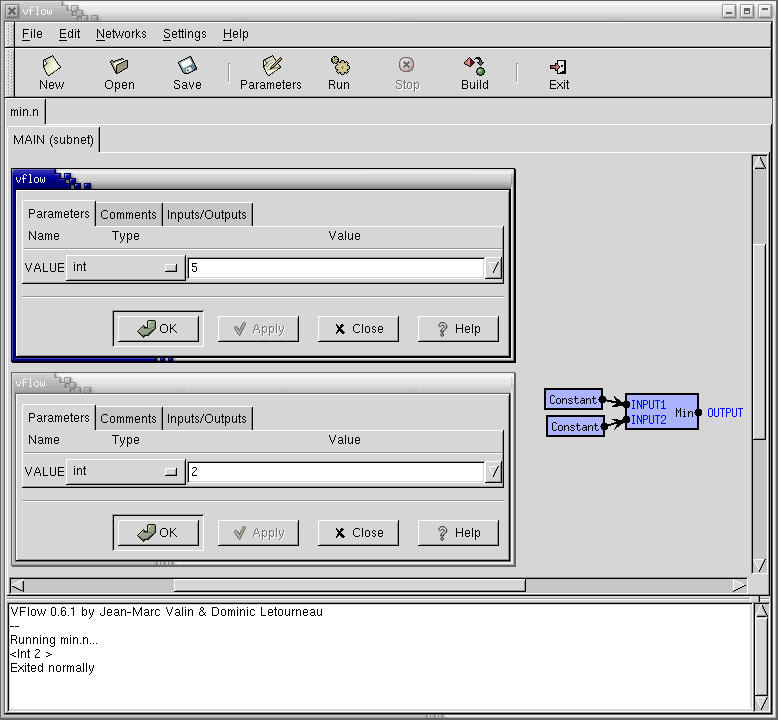 vflow
File Edit Networks Settings Help
New Open Save Parameters Run Stop Build Exit
min.n
MAIN (subnet)
vflow
Parameters Comments Inputs/Outputs
Name Type Value
VALUE int 5
OK Apply Close Help
vflow
Parameters Comments Inputs/Outputs
Name Type Value
VALUE int 2
OK Apply Close Help
Constant INPUT1 Min OUTPUT
Constant INPUT2
VFlow 0.6.1 by Jean-Marc Valin & Dominic Letourneau
--
Running min.n...
<Int 2 >
Exited normally